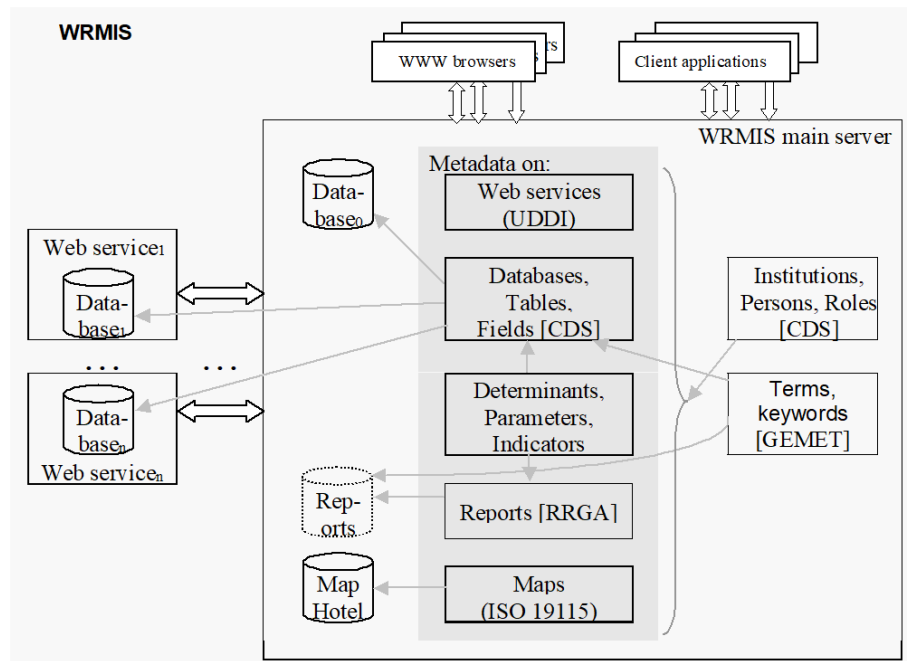 WRMIS
rs
s
WWW browsers
Client applications
WRMIS main server
Metadata on:
Data-
base₀
Web services
(UDDI)
Web service₁
Data-
base₁
Databases,
Tables,
Fields [CDS]
Institutions,
Persons, Roles
[CDS]
... ...
Data-
baseₙ
Web serviceₙ
Determinants,
Parameters,
Indicators
Terms,
keywords
[GEMET]
Rep-
orts
Reports [RRGA]
Map
Hotel
Maps
(ISO 19115)